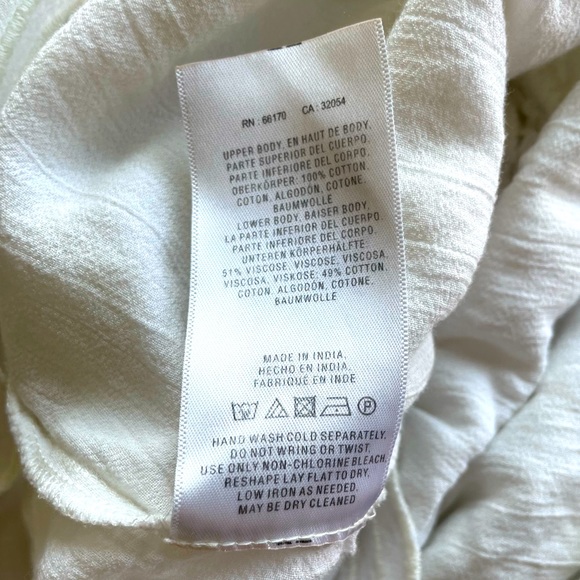 RN : 66170 CA : 32054
UPPER BODY, EN HAUT DE BODY,
PARTE SUPERIOR DEL CUERPO,
PARTE INFERIORE DEL CORPO,
OBERKÖRPER: 100% COTTON,
COTON, ALGODÓN, COTONE,
BAUMWOLLE
LOWER BODY, BAISER BODY,
LA PARTE INFERIOR DEL CUERPO
PARTE INFERIORE DEL CORPO,
UNTEREN KÖRPERHÄLFTE:
51% VISCOSE, VISCOSE, VISCOSA,
VISCOSA, VISKOSE; 49% COTTON,
COTON, ALGODÓN, COTONE,
BAUMWOLLE
MADE IN INDIA,
HECHO EN INDIA,
FABRIQUÉ EN INDE
P
HAND WASH COLD SEPARATELY.
DO NOT WRING OR TWIST.
USE ONLY NON-CHLORINE BLEACH.
RESHAPE LAY FLAT TO DRY.
LOW IRON AS NEEDED.
MAY BE DRY CLEANED